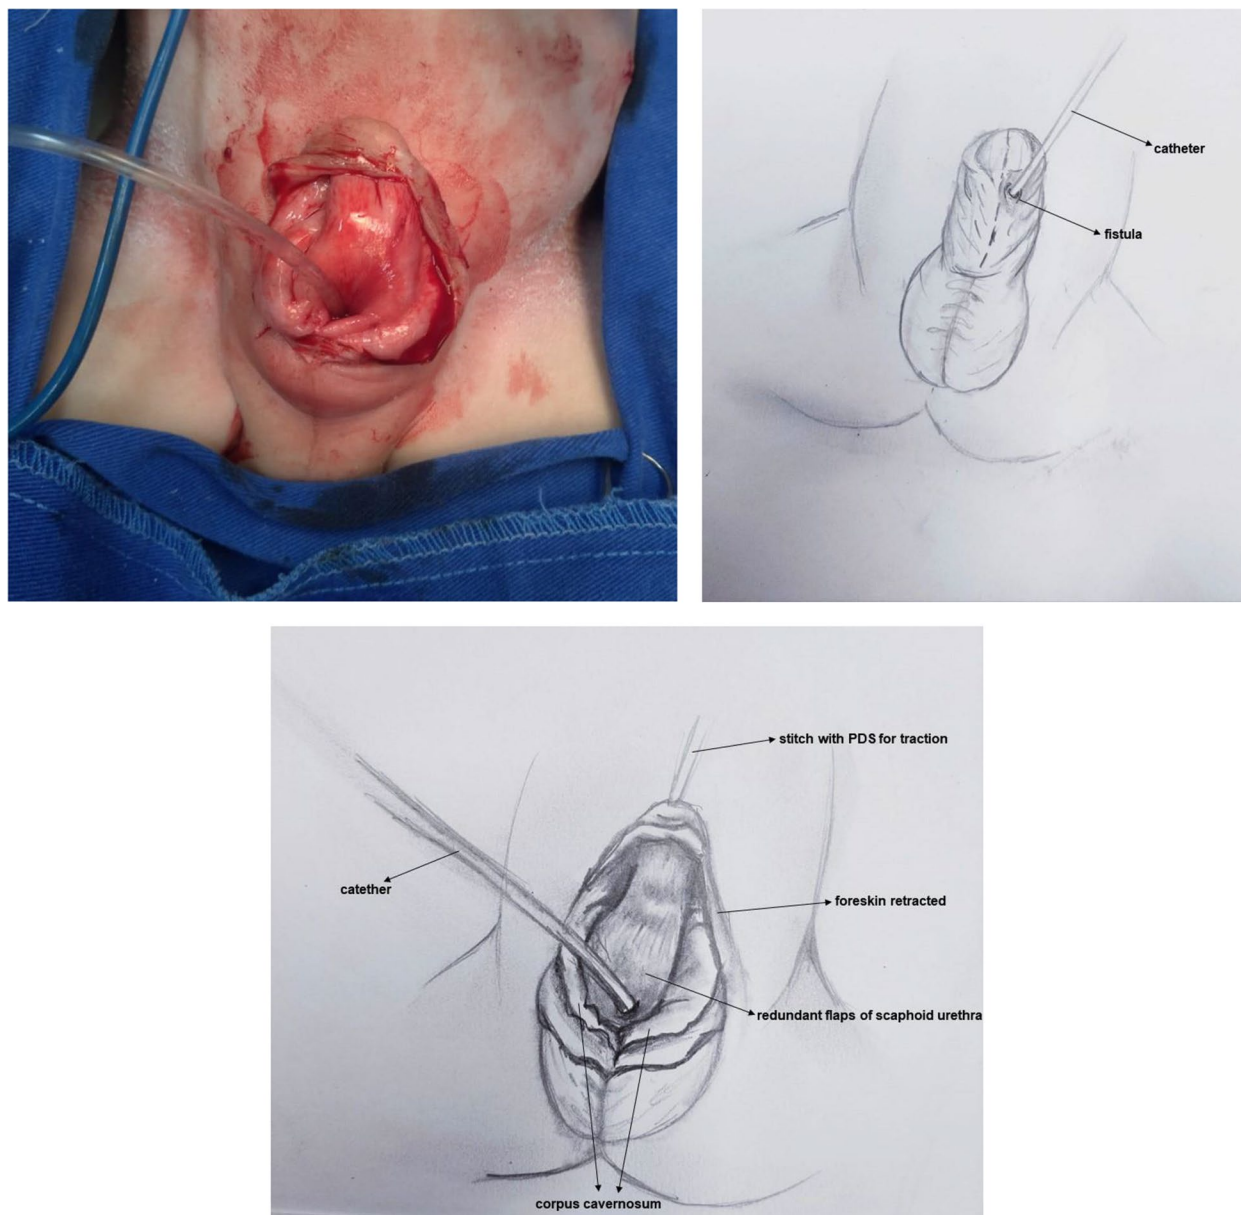 catheter
fistula
stitch with PDS for traction
catether
foreskin retracted
redundant flaps of scaphoid urethra
corpus cavernosum